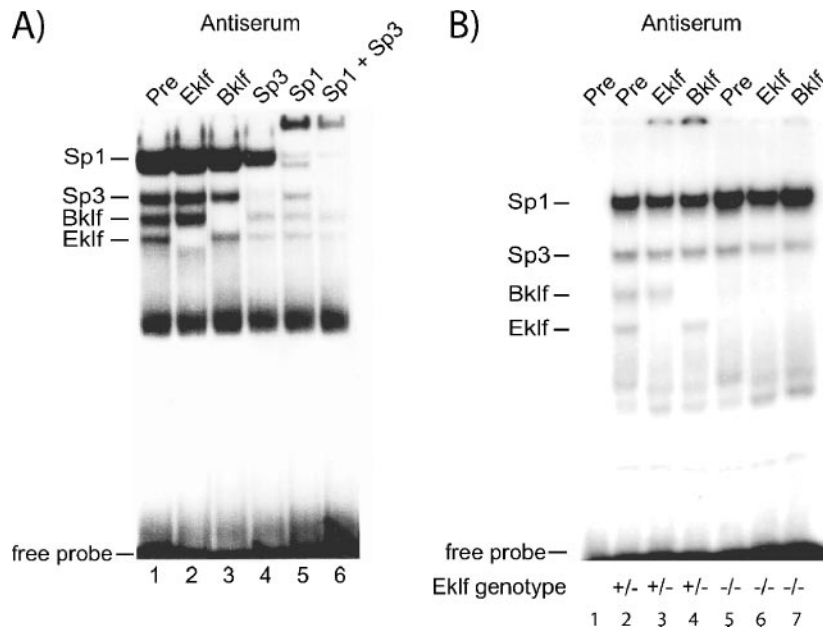 A)
Antiserum
Pre Eklf Bklf Sp3 Sp1 Sp1 + Sp3
Sp1
Sp3
Bklf
Eklf
free probe
1 2 3 4 5 6
B)
Antiserum
Pre Pre Eklf Bklf Pre Eklf Bklf
Sp1
Sp3
Bklf
Eklf
free probe
Eklf genotype +/- +/- +/- -/- -/- -/-
1 2 3 4 5 6 7